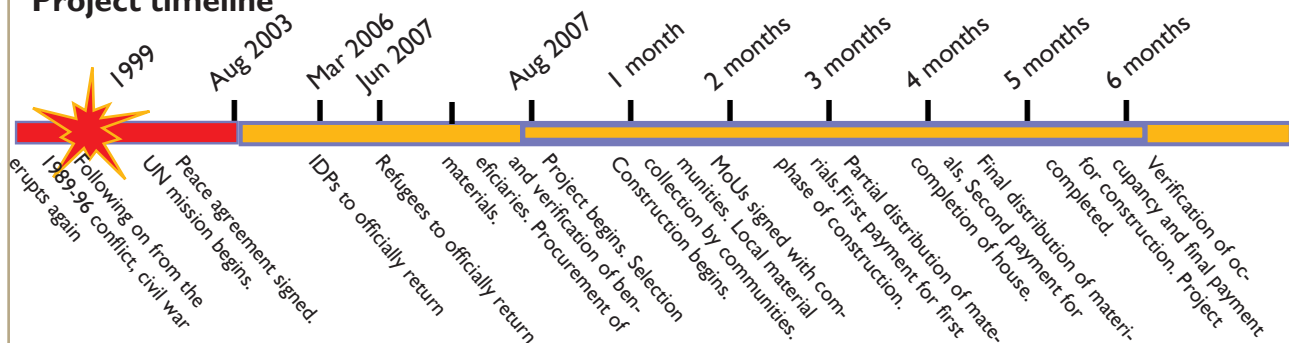 Project timeline
1999
Aug 2003
Mar 2006
Jun 2007
Aug 2007
1 month
2 months
3 months
4 months
5 months
6 months
Following on from the
1989-96 conflict, civil war
erupts again
Peace agreement signed.
UN mission begins.
IDPs to officially return
Refugees to officially return
Project begins. Selection
and verification of ben-
eficiaries. Procurement of
materials.
MoUs signed with com-
munities. Local material
collection by communities.
Construction begins.
Partial distribution of mate-
rials.First payment for first
phase of construction.
Final distribution of materi-
als, Second payment for
completion of house.
Verification of oc-
cupancy and final payment
for construction. Project
completed.